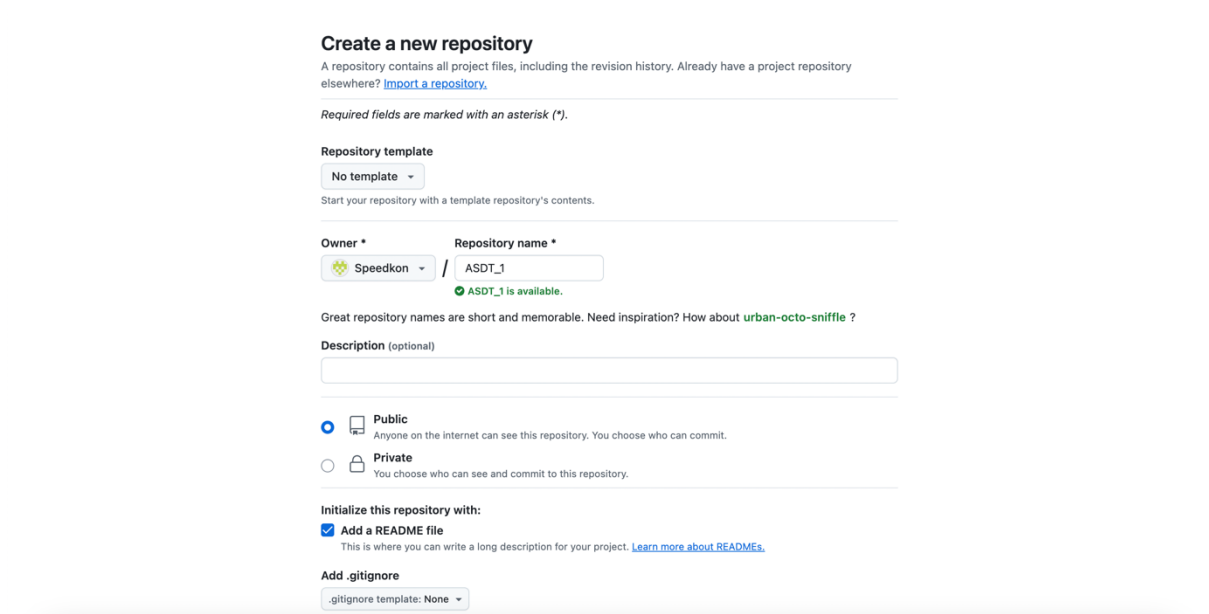 Create a new repository
A repository contains all project files, including the revision history. Already have a project repository
elsewhere? Import a repository.
Required fields are marked with an asterisk (*).
Repository template
No template
Start your repository with a template repository's contents.
Owner * Repository name *
Speedkon / ASDT_1
ASDT_1 is available.
Great repository names are short and memorable. Need inspiration? How about urban-octo-sniffle ?
Description (optional)
Public
Anyone on the internet can see this repository. You choose who can commit.
Private
You choose who can see and commit to this repository.
Initialize this repository with:
Add a README file
This is where you can write a long description for your project. Learn more about READMEs.
Add .gitignore
.gitignore template: None